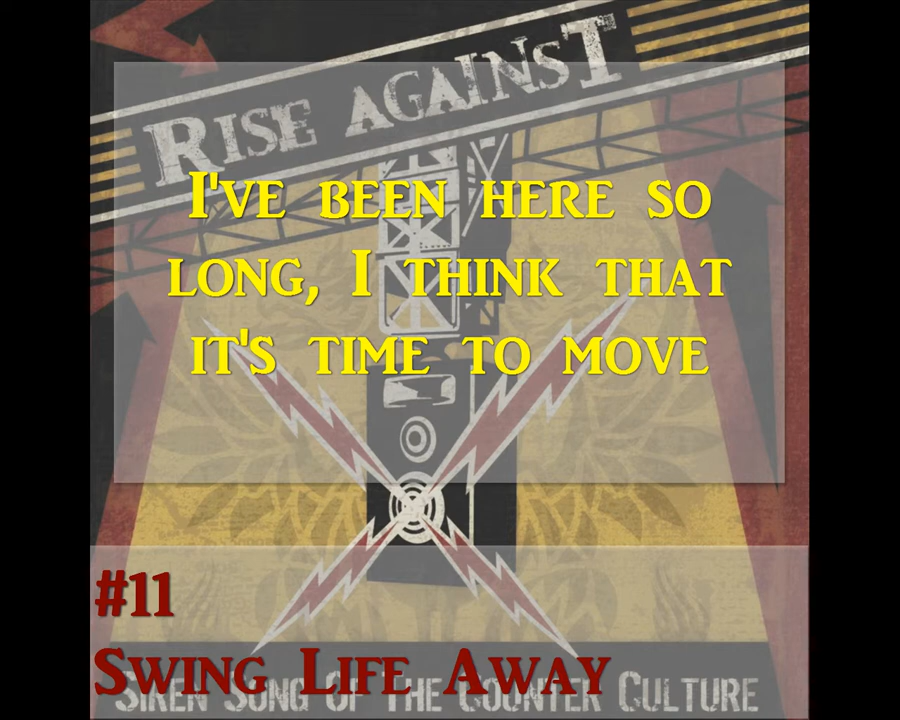 RISE AGAINST
I'VE BEEN HERE SO
LONG, I THINK THAT
IT'S TIME TO MOVE
#11
SWING LIFE AWAY
SIREN SONG OF THE COUNTER CULTURE